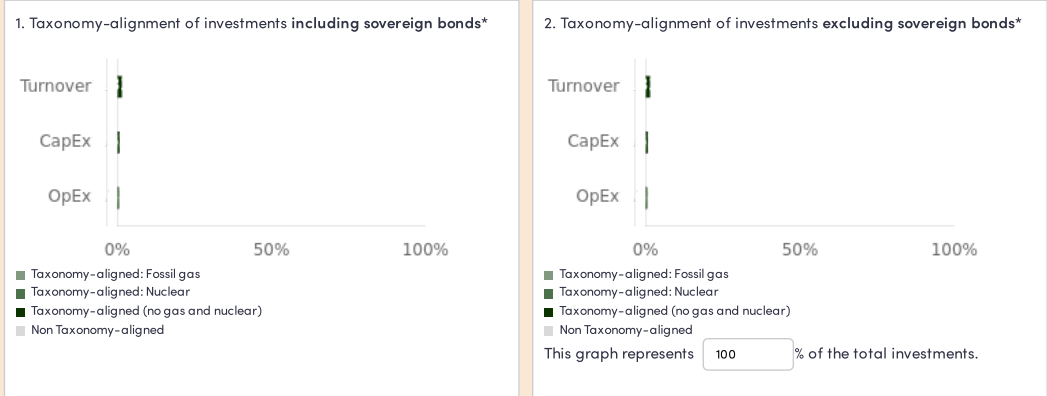 1. Taxonomy-alignment of investments including sovereign bonds*
Turnover
CapEx
OpEx
0% 50% 100%
Taxonomy-aligned: Fossil gas
Taxonomy-aligned: Nuclear
Taxonomy-aligned (no gas and nuclear)
Non Taxonomy-aligned
2. Taxonomy-alignment of investments excluding sovereign bonds*
Turnover
CapEx
OpEx
0% 50% 100%
Taxonomy-aligned: Fossil gas
Taxonomy-aligned: Nuclear
Taxonomy-aligned (no gas and nuclear)
Non Taxonomy-aligned
This graph represents 100 % of the total investments.